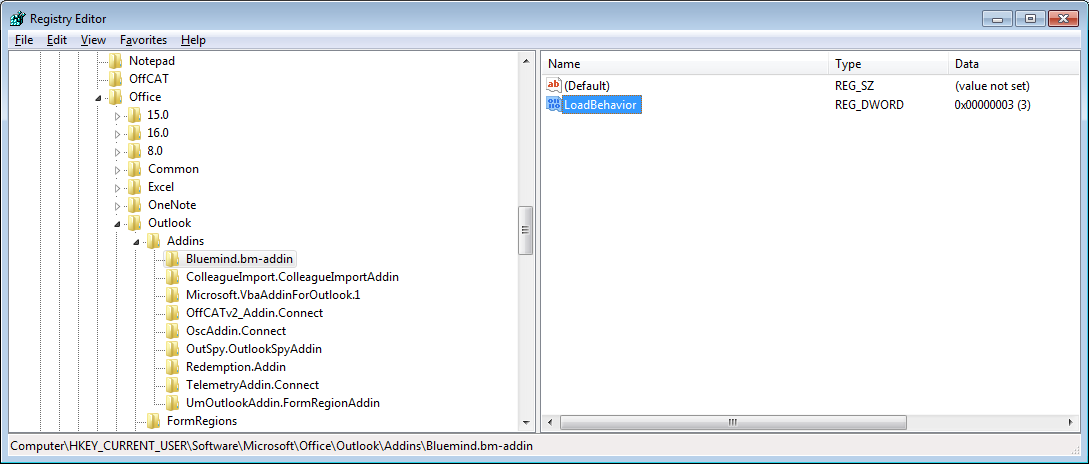 Registry Editor
File Edit View Favorites Help
Notepad
OffCAT
Office
15.0
16.0
8.0
Common
Excel
OneNote
Outlook
Addins
Bluemind.bm-addin
ColleagueImport.ColleagueImportAddin
Microsoft.VbaAddinForOutlook.1
OffCATv2_Addin.Connect
OscAddin.Connect
OutSpy.OutlookSpyAddin
Redemption.Addin
TelemetryAddin.Connect
UmOutlookAddin.FormRegionAddin
FormRegions
Name Type Data
(Default) REG_SZ (value not set)
LoadBehavior REG_DWORD 0x00000003 (3)
Computer\HKEY_CURRENT_USER\Software\Microsoft\Office\Outlook\Addins\Bluemind.bm-addin